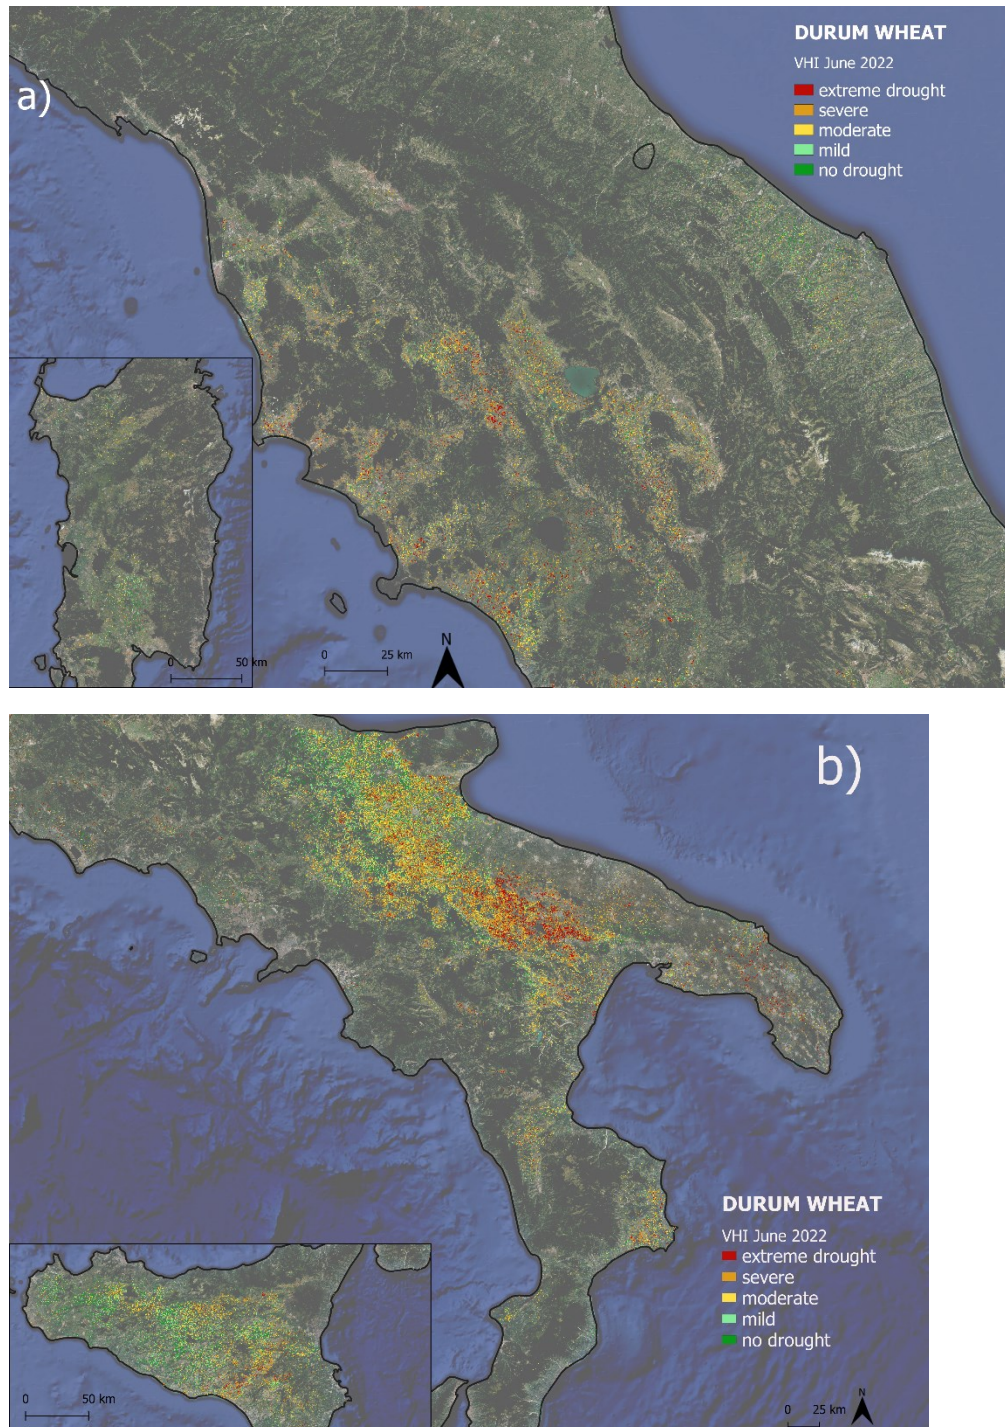 a)
DURUM WHEAT
VHI June 2022
extreme drought
severe
moderate
mild
no drought
N
0 50 km
0 25 km
b)
DURUM WHEAT
VHI June 2022
extreme drought
severe
moderate
mild
no drought
0 50 km
N
0 25 km